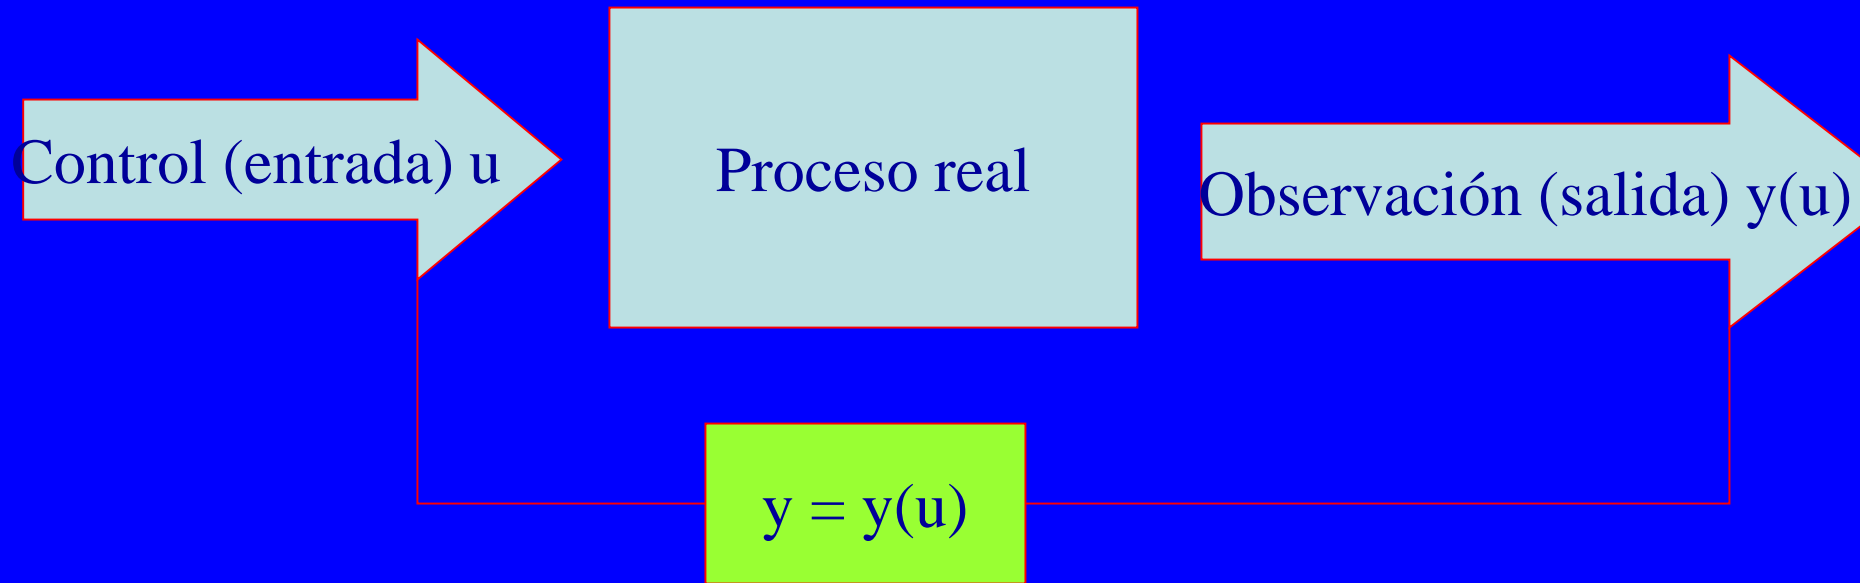 Control (entrada) u
Proceso real
Observación (salida) y(u)
y = y(u)